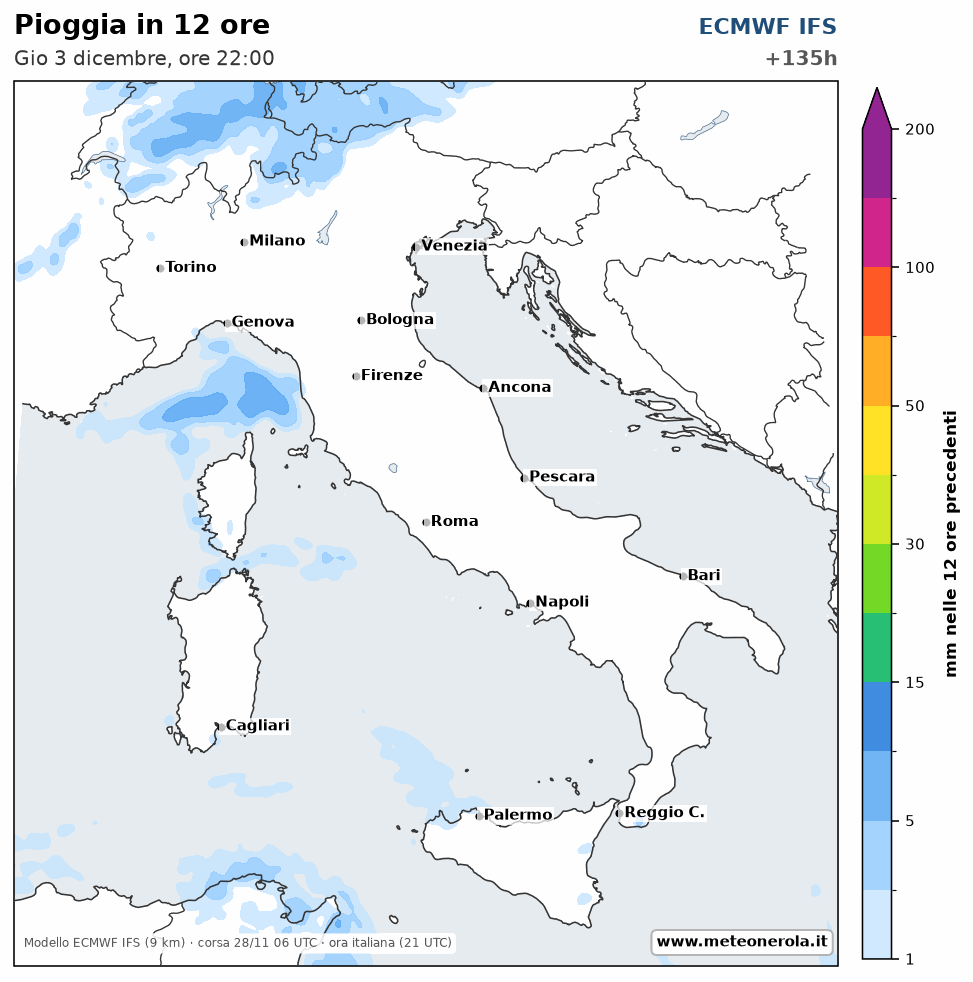 Pioggia in 12 ore
ECMWF IFS
Gio 3 dicembre, ore 22:00
+135h
200
Milano
Venezia
Torino
100
Genova
Bologna
Firenze
Ancona
50
Pescara
Roma
30
Bari
Napoli
mm nelle 12 ore precedenti
15
Cagliari
Palermo
Reggio C.
5
Modello ECMWF IFS (9 km) · corsa 28/11 06 UTC · ora italiana (21 UTC)
www.meteonerola.it
1